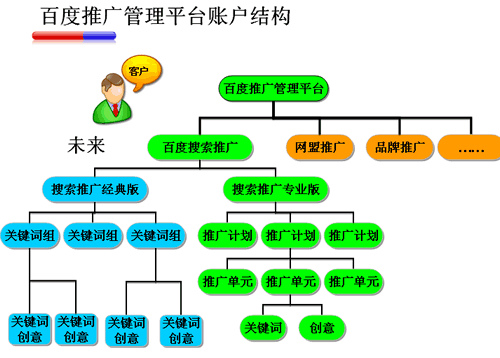 百度推广管理平台账户结构
客户
百度推广管理平台
未来
百度搜索推广
网盟推广
品牌推广
……
搜索推广经典版
搜索推广专业版
关键词组
关键词组
关键词组
推广计划
推广计划
推广计划
推广单元
推广单元
推广单元
关键词
创意
关键词
创意
关键词
创意
关键词
创意
关键词
创意